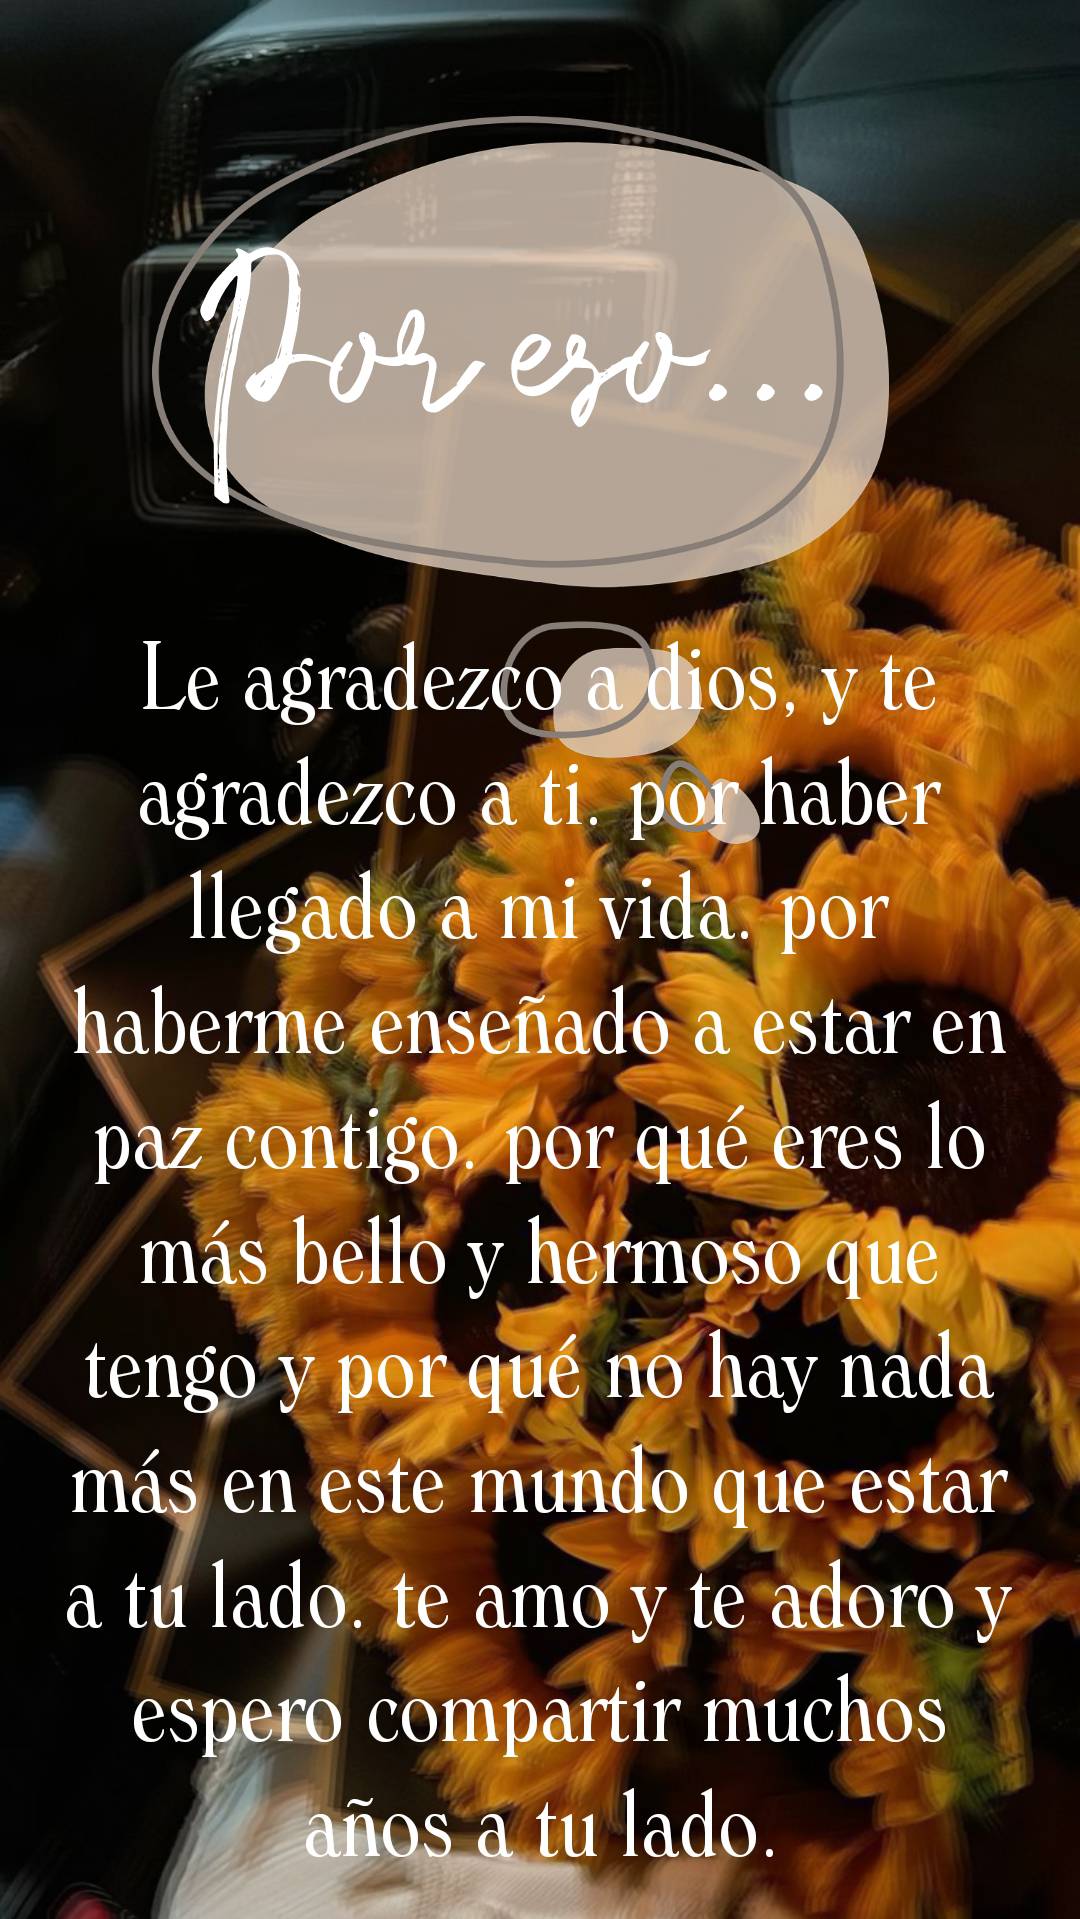 Por eso...
Le agradezco a dios, y te
agradezco a ti. por haber
llegado a mi vida. por
haberme enseñado a estar en
paz contigo. por qué eres lo
más bello y hermoso que
tengo y por qué no hay nada
más en este mundo que estar
a tu lado. te amo y te adoro y
espero compartir muchos
años a tu lado.